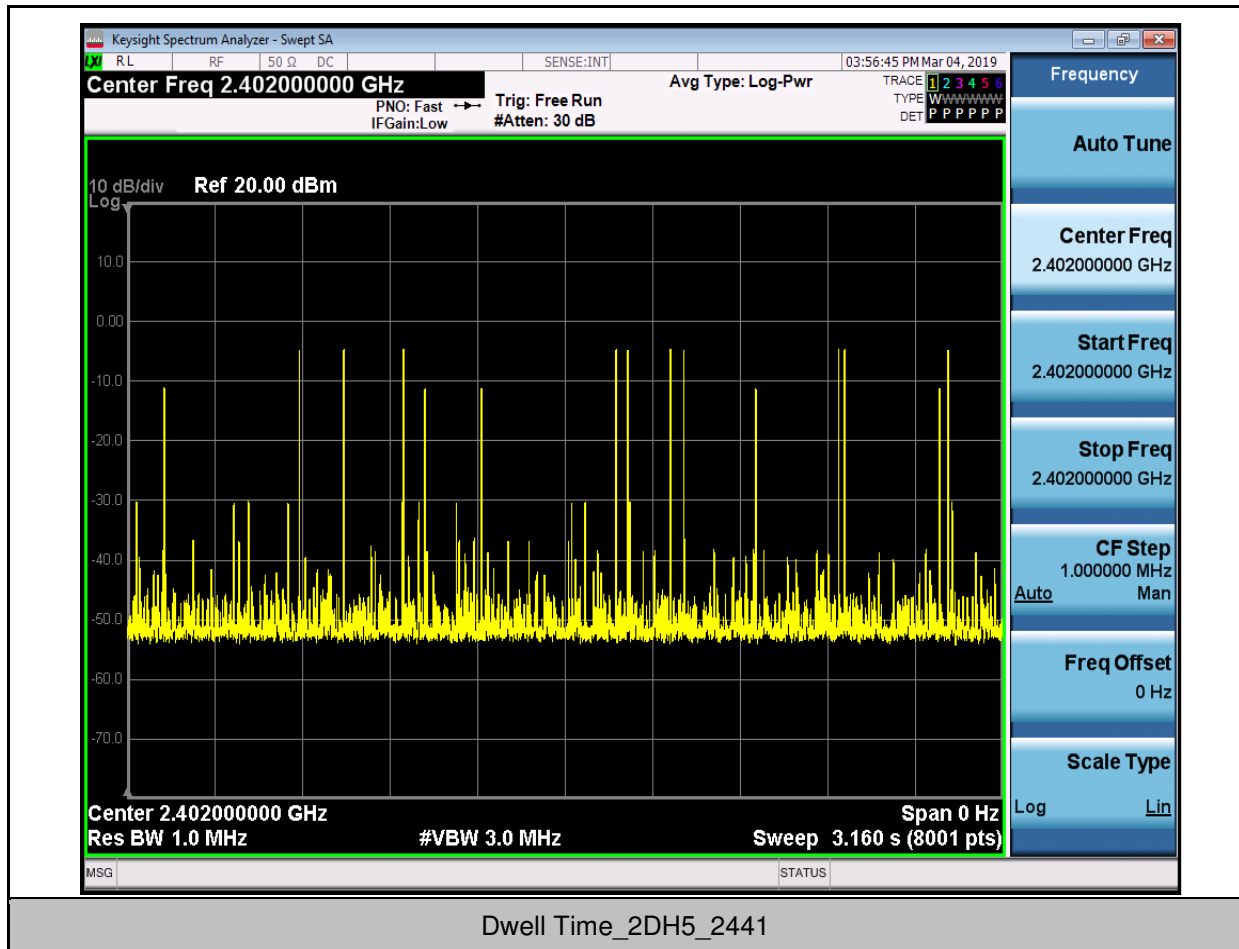 Keysight Spectrum Analyzer - Swept SA
LXI RL RF 50 Ω DC SENSE:INT 03:56:45 PM Mar 04, 2019
Center Freq 2.402000000 GHz
PNO: Fast
IFGain:Low
Trig: Free Run
#Atten: 30 dB
Avg Type: Log-Pwr
TRACE 1 2 3 4 5 6
TYPE WWWWWW
DET P P P P P P
10 dB/div Ref 20.00 dBm
Log
10.0
0.00
-10.0
-20.0
-30.0
-40.0
-50.0
-60.0
-70.0
Center 2.402000000 GHz Span 0 Hz
Res BW 1.0 MHz #VBW 3.0 MHz Sweep 3.160 s (8001 pts)
MSG STATUS
Frequency
Auto Tune
Center Freq
2.402000000 GHz
Start Freq
2.402000000 GHz
Stop Freq
2.402000000 GHz
CF Step
1.000000 MHz
Auto Man
Freq Offset
0 Hz
Scale Type
Log Lin
Dwell Time_2DH5_2441